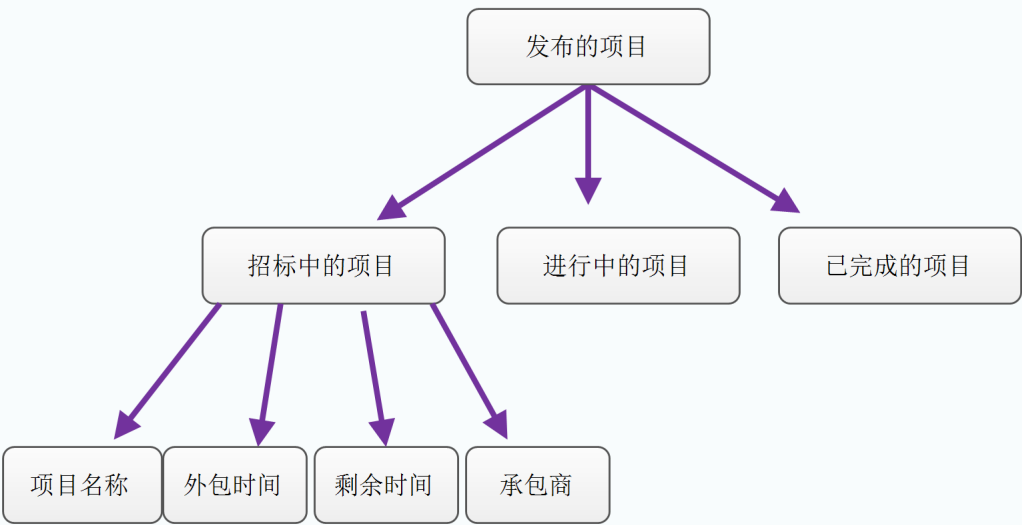 发布的项目
招标中的项目
进行中的项目
已完成的项目
项目名称
外包时间
剩余时间
承包商